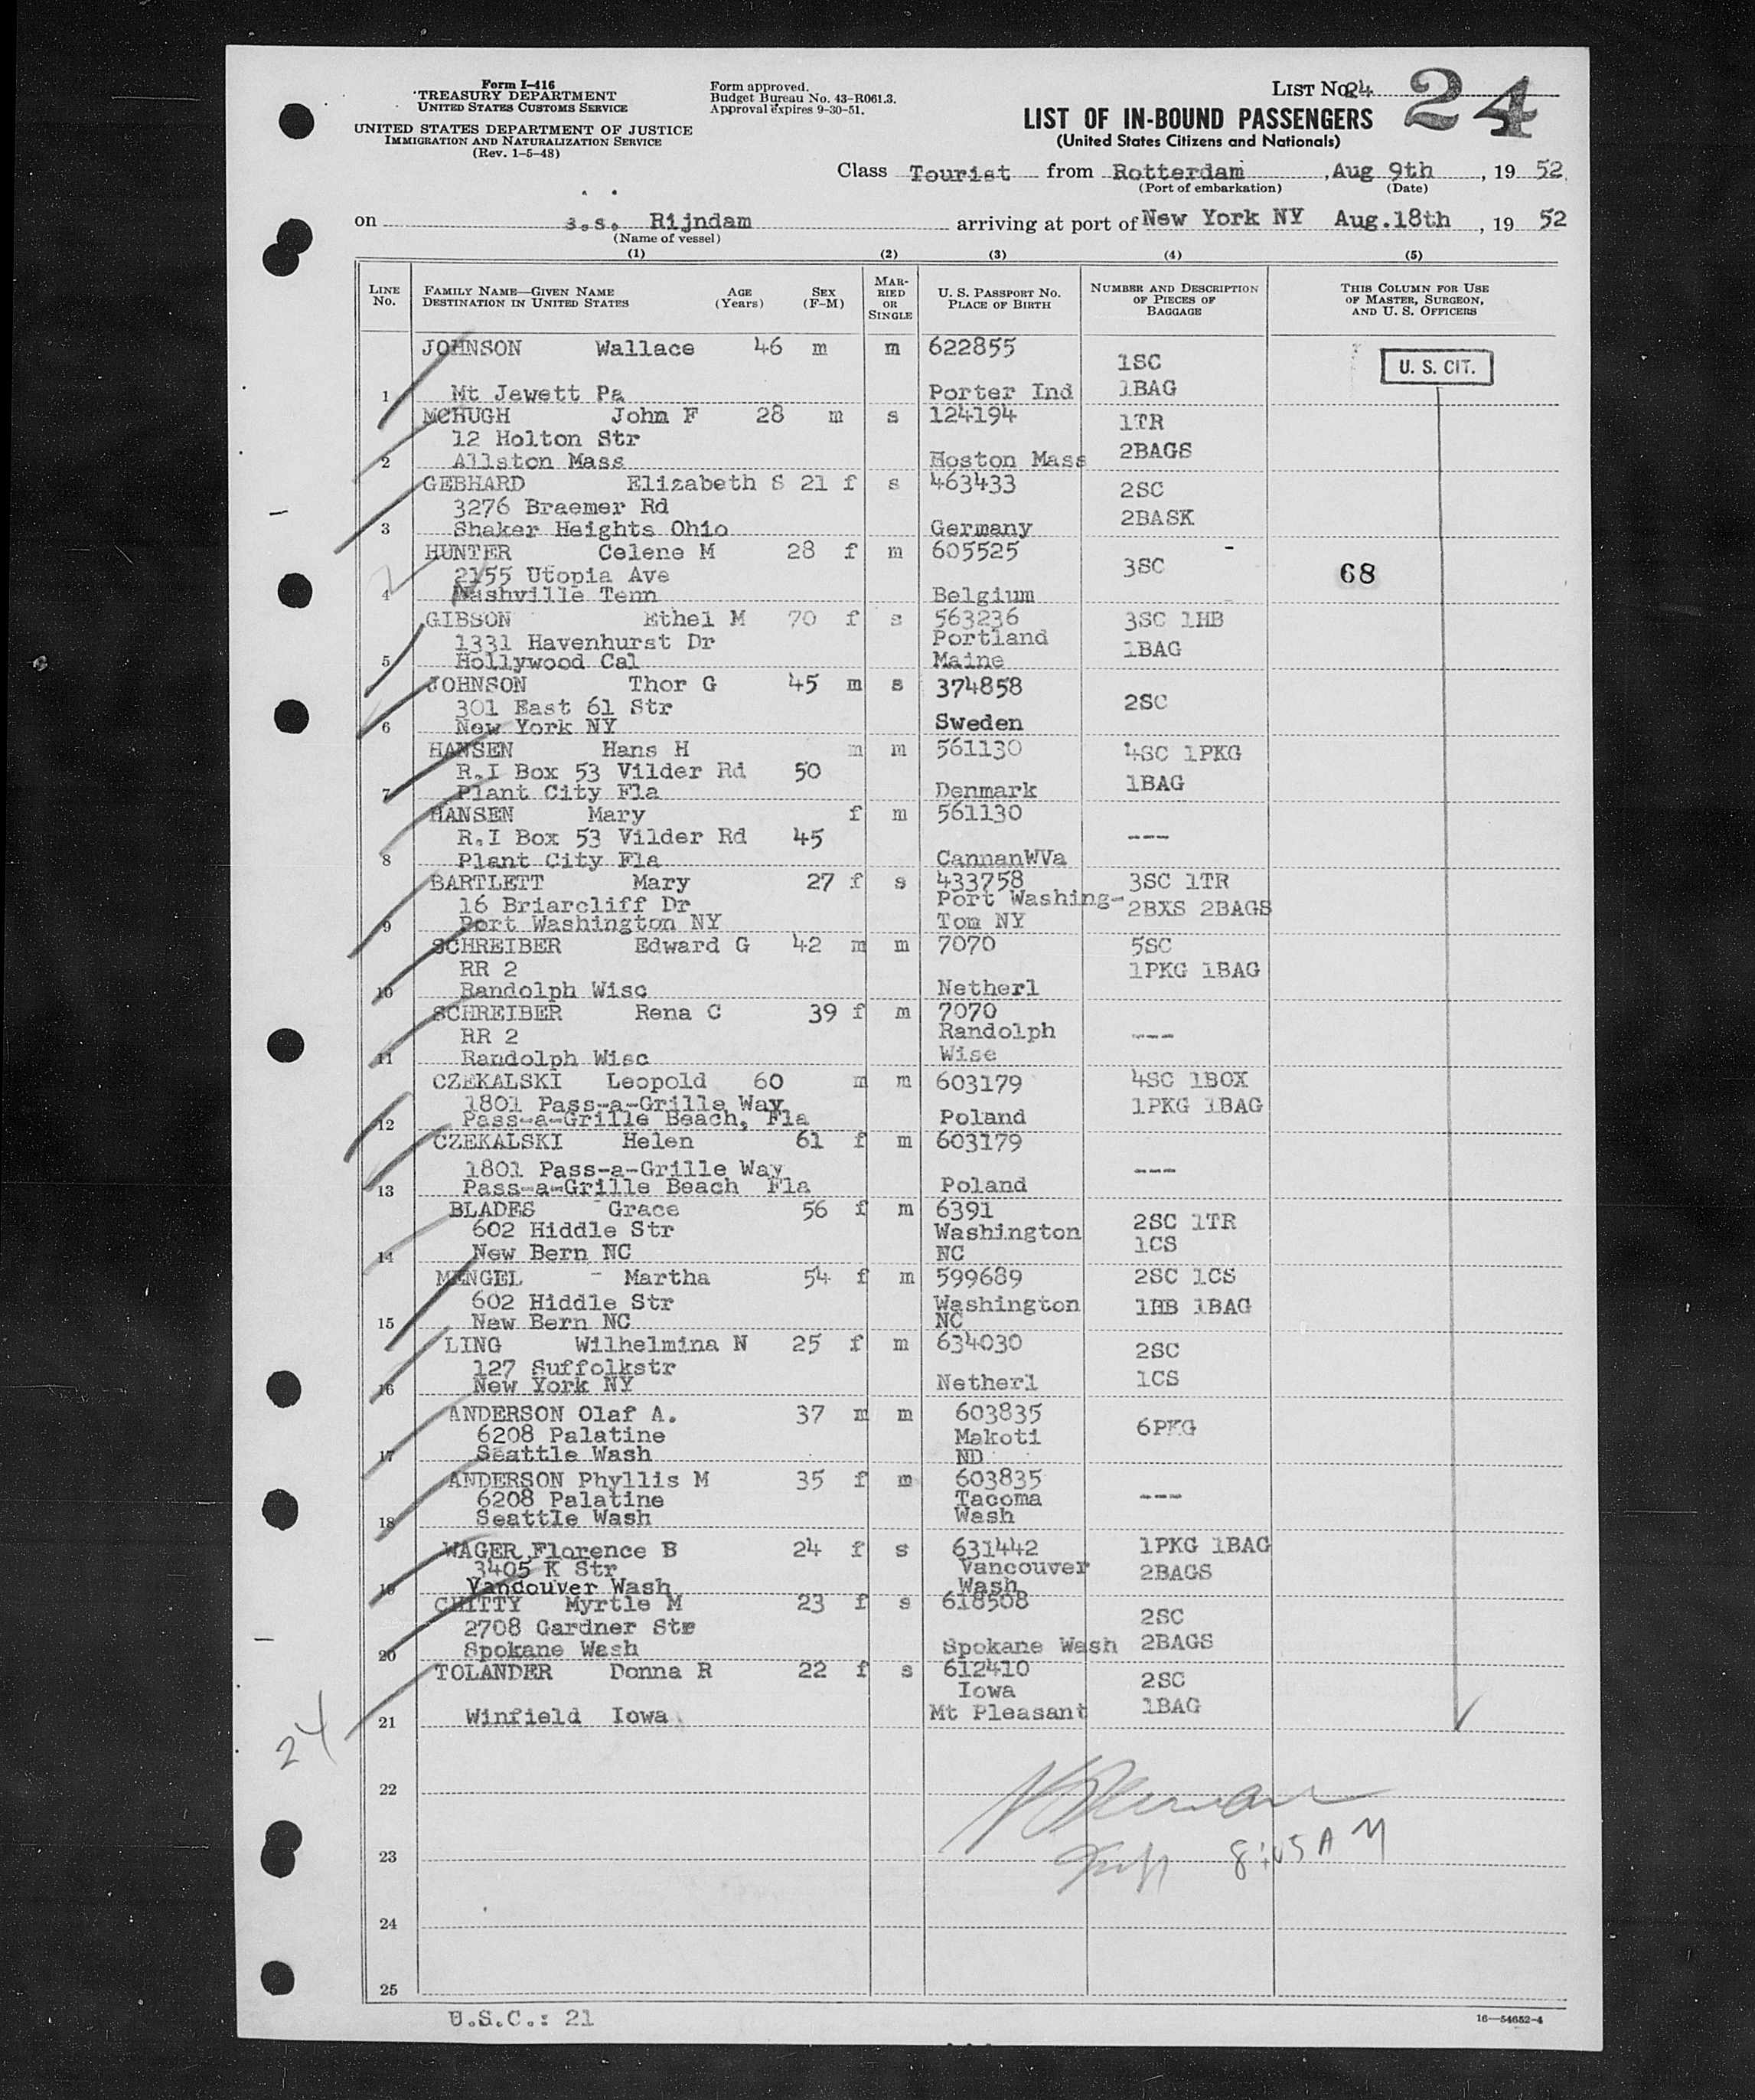 Form I-416
TREASURY DEPARTMENT
UNITED STATES CUSTOMS SERVICE
UNITED STATES DEPARTMENT OF JUSTICE
IMMIGRATION AND NATURALIZATION SERVICE
(Rev. 1-5-48)
Form approved.
Budget Bureau No. 43-R061.3.
Approval expires 9-30-51.
LIST No. 24
24
LIST OF IN-BOUND PASSENGERS
(United States Citizens and Nationals)
Class Tourist from Rotterdam , Aug 9th , 19 52
(Port of embarkation) (Date)
on s.s. Rijndam arriving at port of New York NY Aug.18th , 19 52
(Name of vessel)
(1) (2) (3) (4) (5)
LINE No. FAMILY NAME—GIVEN NAME DESTINATION IN UNITED STATES AGE (Years) SEX (F-M) MARRIED OR SINGLE U. S. PASSPORT No. PLACE OF BIRTH NUMBER AND DESCRIPTION OF PIECES OF BAGGAGE THIS COLUMN FOR USE OF MASTER, SURGEON, AND U. S. OFFICERS
JOHNSON Wallace 46 m m 622855 1SC U. S. CIT.
1 Mt Jewett Pa Porter Ind 1BAG
MCHUGH John F 28 m s 124194 1TR
12 Holton Str
2 Allston Mass Hoston Mass 2BAGS
GEBHARD Elizabeth S 21 f s 463433 2SC
3276 Braemer Rd 2BASK
3 Shaker Heights Ohio Germany
HUNTER Celene M 28 f m 605525
2155 Utopia Ave 3SC 68
4 Nashville Tenn Belgium
GIBSON Ethel M 70 f s 563236 3SC 1HB
1331 Havenhurst Dr Portland 1BAG
5 Hollywood Cal Maine
JOHNSON Thor G 45 m s 374858
301 East 61 Str 2SC
6 New York NY Sweden
HANSEN Hans H m m 561130 4SC 1PKG
R.I Box 53 Vilder Rd 50 1BAG
7 Plant City Fla Denmark
HANSEN Mary f m 561130
R.I Box 53 Vilder Rd 45 ---
8 Plant City Fla CannanWVa
BARTLETT Mary 27 f s 433758 3SC 1TR
16 Briarcliff Dr Port Washing- 2BXS 2BAGS
9 Port Washington NY Tom NY
SCHREIBER Edward G 42 m m 7070 5SC
RR 2 1PKG 1BAG
10 Randolph Wisc Netherl
SCHREIBER Rena C 39 f m 7070
RR 2 Randolph ---
11 Randolph Wisc Wise
CZEKALSKI Leopold 60 m m 603179 4SC 1BOX
1801 Pass-a-Grille Way 1PKG 1BAG
12 Pass-a-Grille Beach, Fla Poland
CZEKALSKI Helen 61 f m 603179
1801 Pass-a-Grille Way ---
13 Pass-a-Grille Beach Fla Poland
BLADES Grace 56 f m 6391 2SC 1TR
602 Hiddle Str Washington 1CS
14 New Bern NC NC
MENGEL - Martha 54 f m 599689 2SC 1CS
602 Hiddle Str Washington 1HB 1BAG
15 New Bern NC NC
LING Wilhelmina N 25 f m 634030 2SC
127 Suffolkstr
16 New York NY Netherl 1CS
ANDERSON Olaf A. 37 m m 603835 6PKG
6208 Palatine Makoti
17 Seattle Wash ND
ANDERSON Phyllis M 35 f m 603835
6208 Palatine Tacoma ---
18 Seattle Wash Wash
WAGER Florence B 24 f s 631442 1PKG 1BAG
3405 K Str Vancouver 2BAGS
19 Vandouver Wash Wash
CHITTY Myrtle M 23 f s 618508 2SC
2708 Gardner Str
20 Spokane Wash Spokane Wash 2BAGS
TOLANDER Donna R 22 f s 612410 2SC
Iowa
21 Winfield Iowa Mt Pleasant 1BAG
24
22
23 8:05 A M
24
25
U.S.C.: 21
16—54652-4